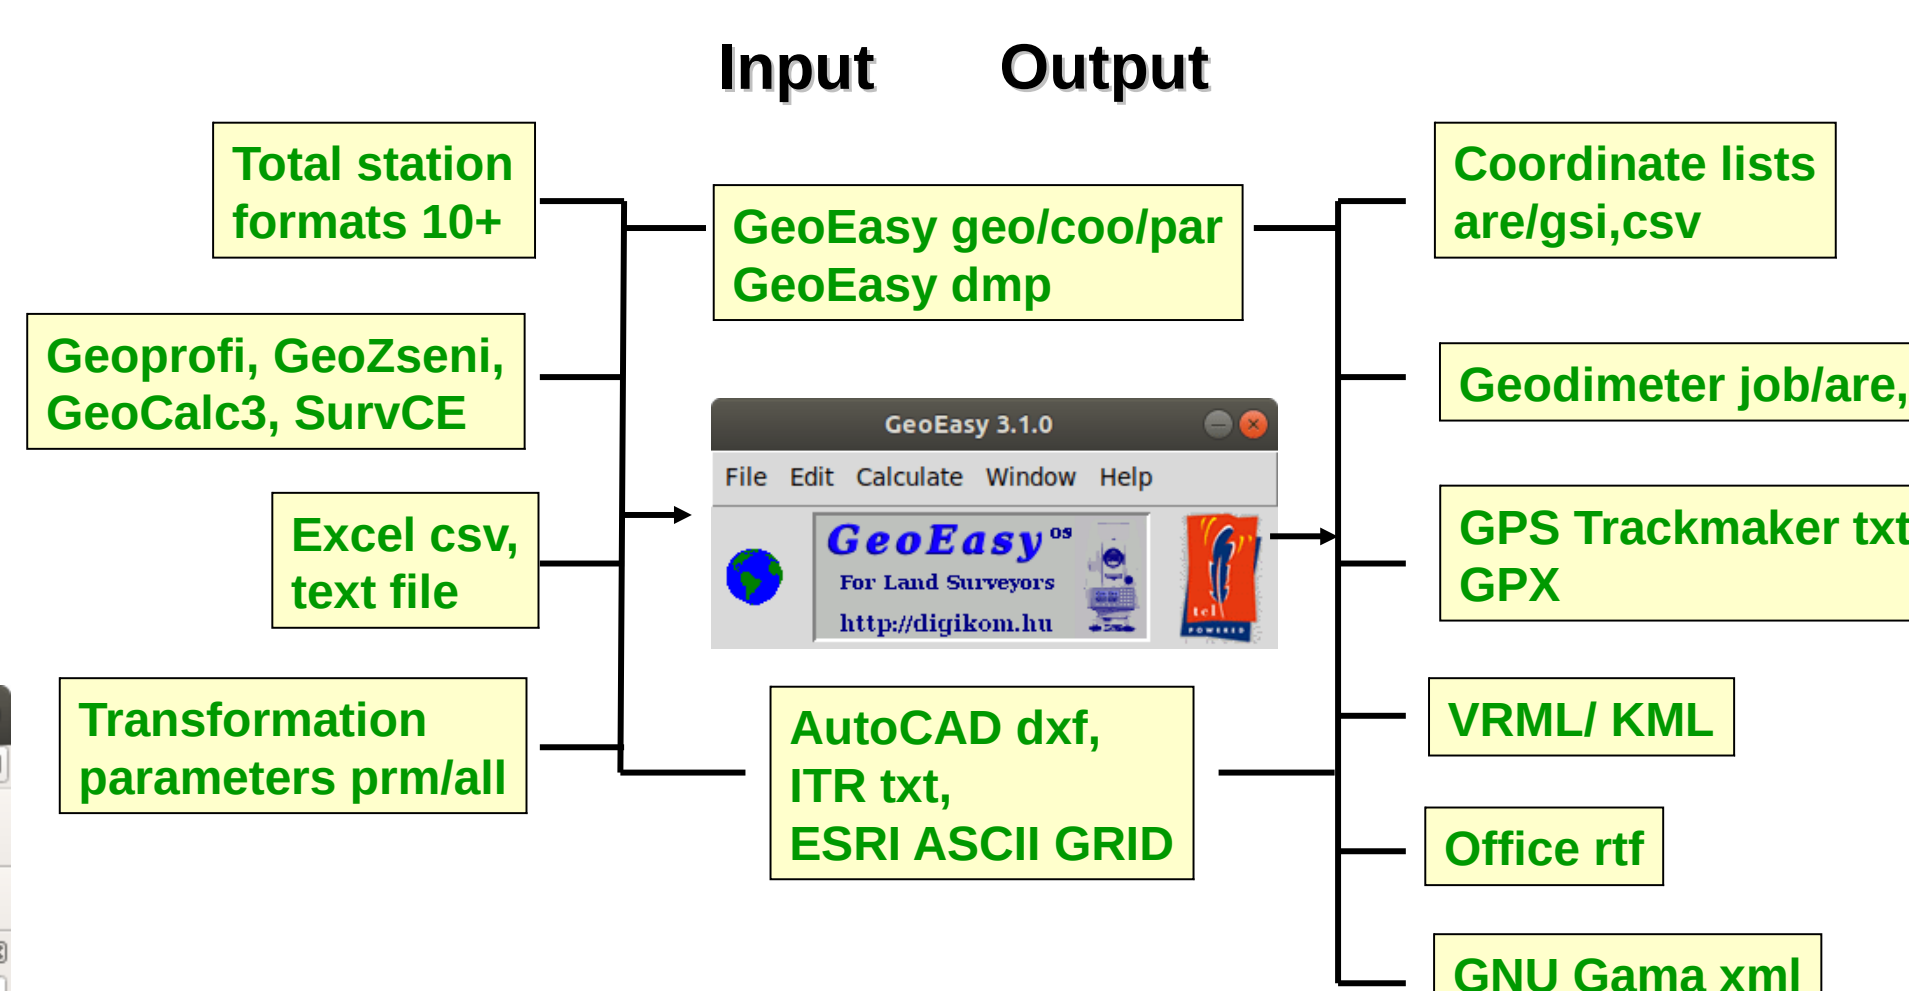 Input Output
Total station
formats 10+
Geoprofi, GeoZseni,
GeoCalc3, SurvCE
Excel csv,
text file
Transformation
parameters prm/all
GeoEasy geo/coo/par
GeoEasy dmp
GeoEasy 3.1.0
File Edit Calculate Window Help
GeoEasy os
For Land Surveyors
http://digikom.hu
tcl
POWERED
AutoCAD dxf,
ITR txt,
ESRI ASCII GRID
Coordinate lists
are/gsi,csv
Geodimeter job/are,
GPS Trackmaker txt
GPX
VRML/ KML
Office rtf
GNU Gama xml